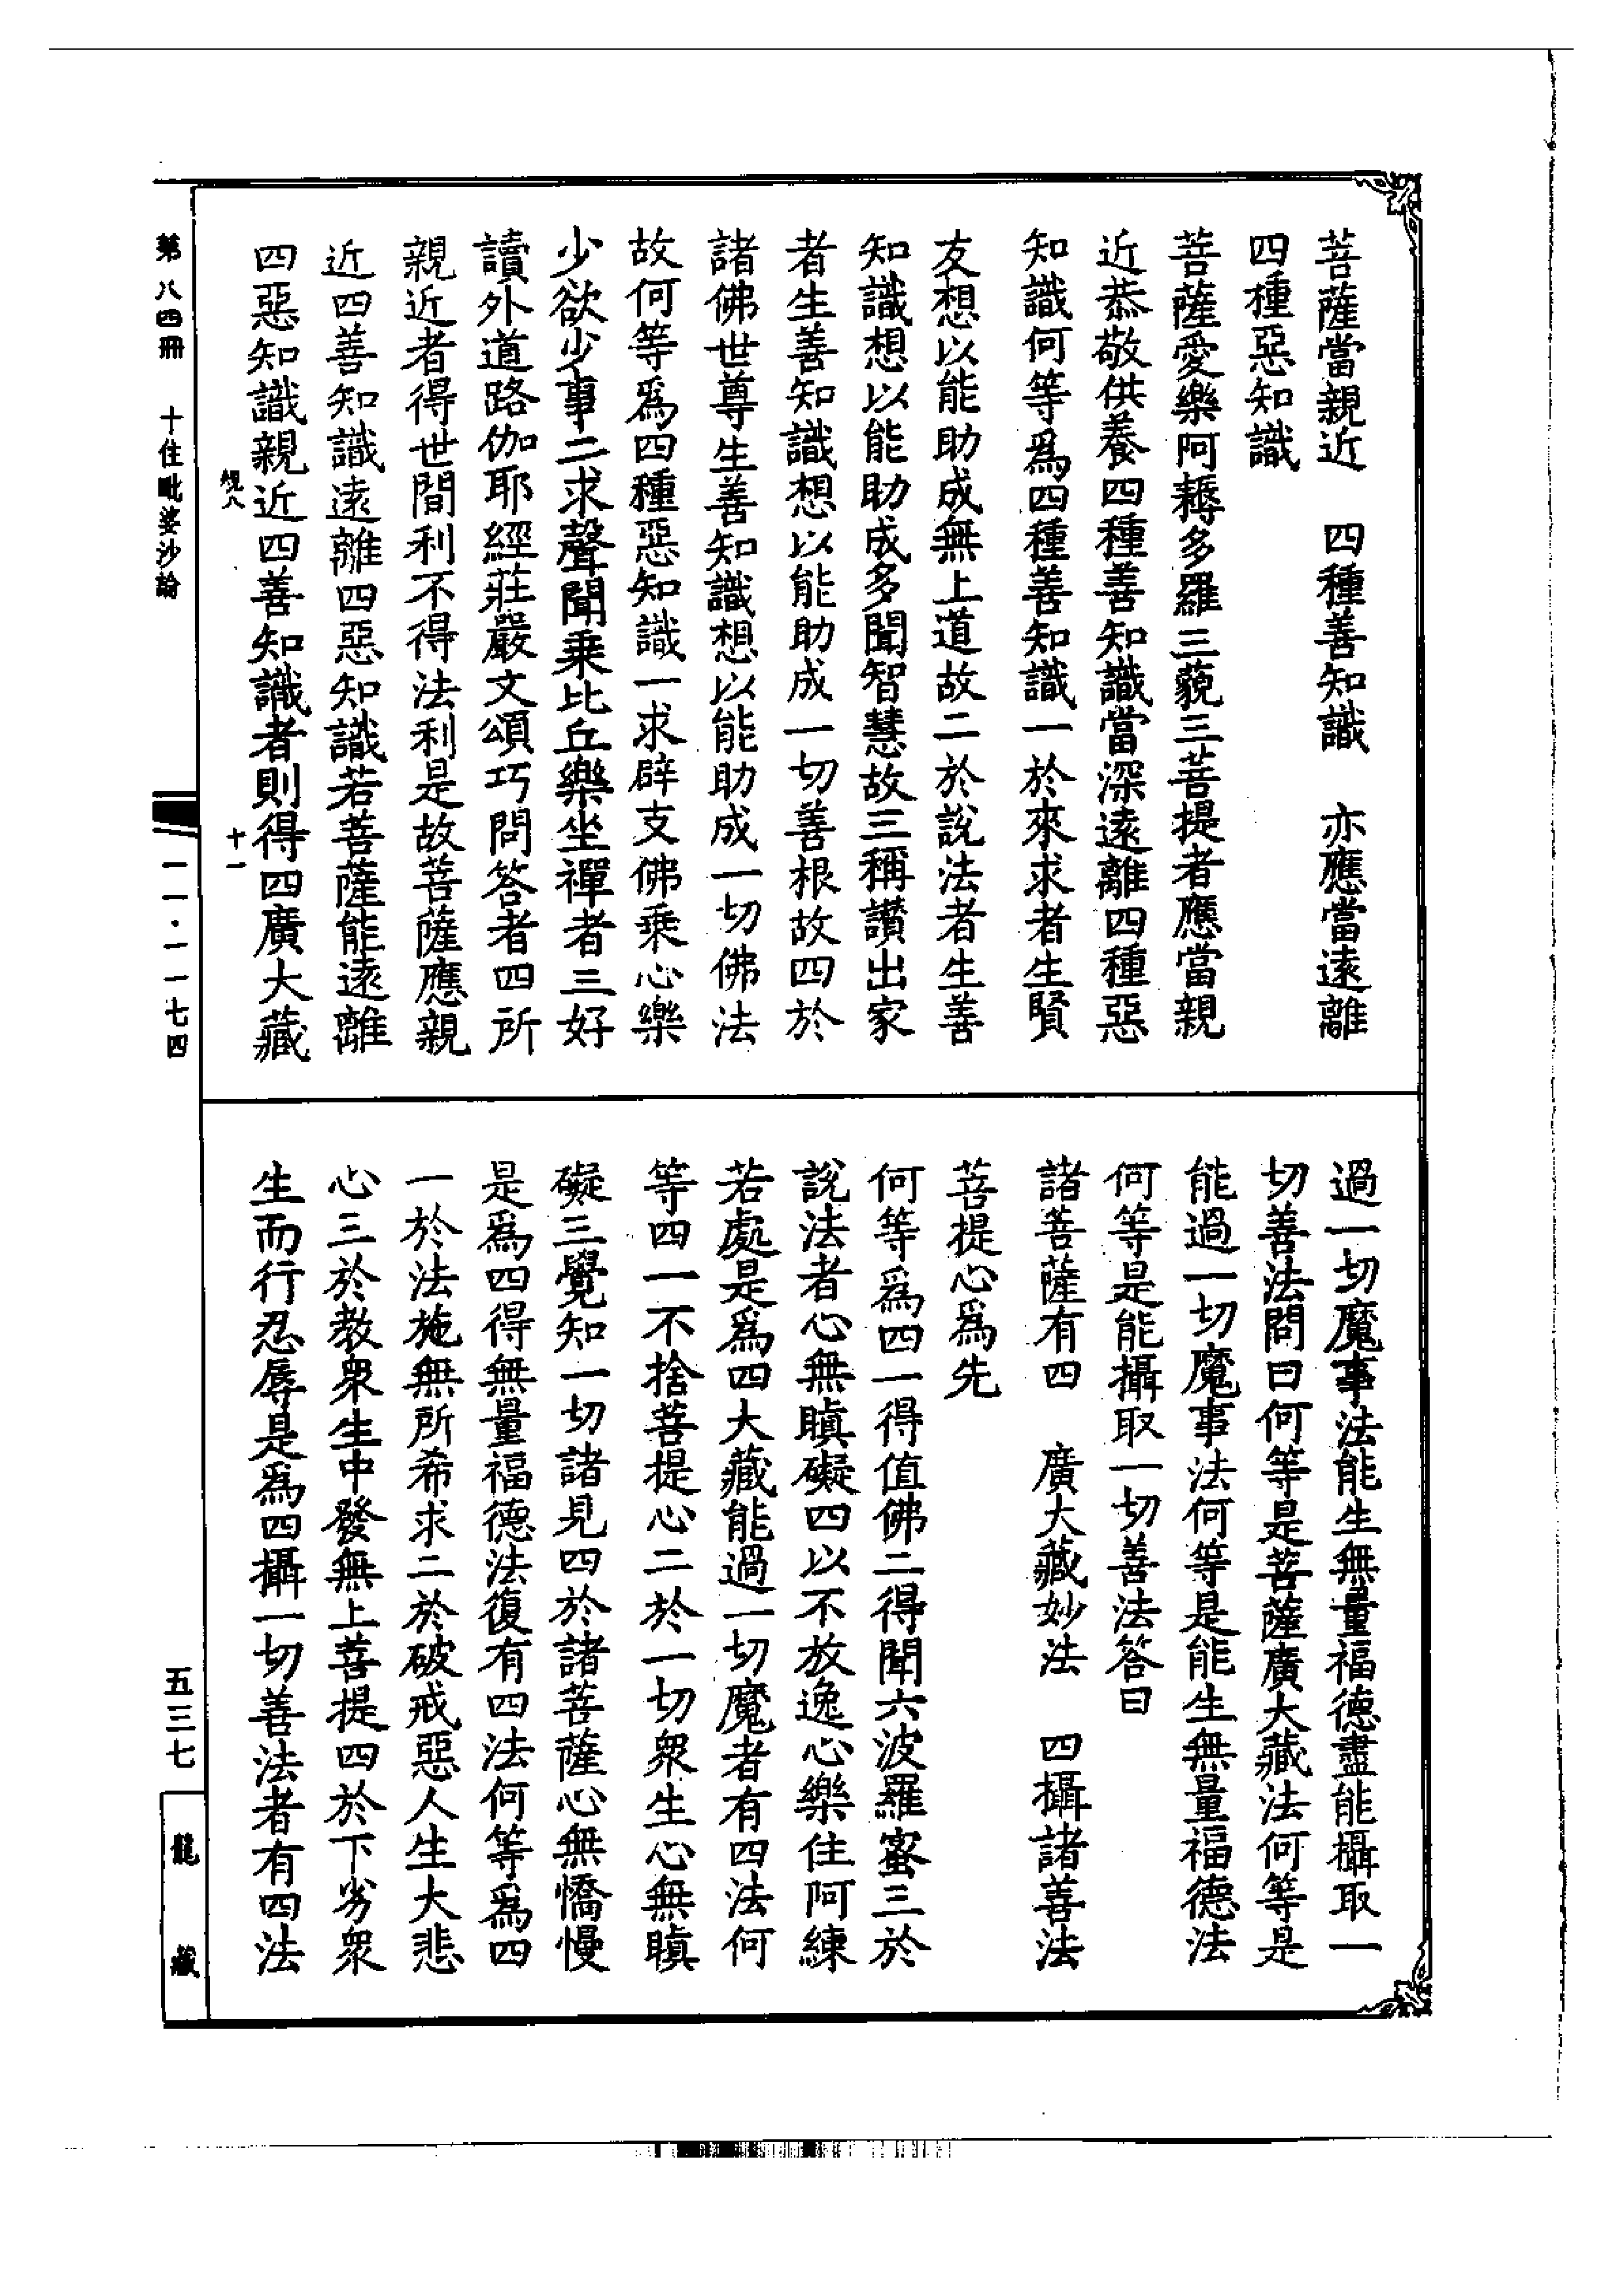 菩薩當親近　四種善知識　亦應當遠離
四種惡知識
菩薩愛樂阿耨多羅三藐三菩提者應當親
近恭敬供養四種善知識當深遠離四種惡
知識何等爲四種善知識一於來求者生賢
友想以能助成無上道故二於說法者生善
知識想以能助成多聞智慧故三稱讚出家
者生善知識想以能助成一切善根故四於
諸佛世尊生善知識想以能助成一切佛法
故何等爲四種惡知識一求辟支佛乘心樂
少欲少事二求聲聞乘比丘樂坐禪者三好
讀外道路伽耶經莊嚴文頌巧問答者四所
親近者得世間利不得法利是故菩薩應親
近四善知識遠離四惡知識若菩薩能遠離
四惡知識親近四善知識者則得四廣大藏
過一切魔事法能生無量福德盡能攝取一
切善法問曰何等是菩薩廣大藏法何等是
能過一切魔事法何等是能生無量福德法
何等是能攝取一切善法答曰
諸菩薩有四　廣大藏妙法　四攝諸善法
菩提心爲先
何等爲四一得值佛二得聞六波羅蜜三於
說法者心無瞋礙四以不放逸心樂住阿練
若處是爲四大藏能過一切魔者有四法何
等四一不捨菩提心二於一切眾生心無瞋
礙三覺知一切諸見四於諸菩薩心無憍慢
是爲四得無量福德法復有四法何等爲四
一於法施無所希求二於破戒惡人生大悲
心三於教眾生中發無上菩提四於下劣眾
生而行忍辱是爲四攝一切善法者有四法
十一
第八四冊　十住毗婆沙論
一一·一一七四
五三七
龍藏